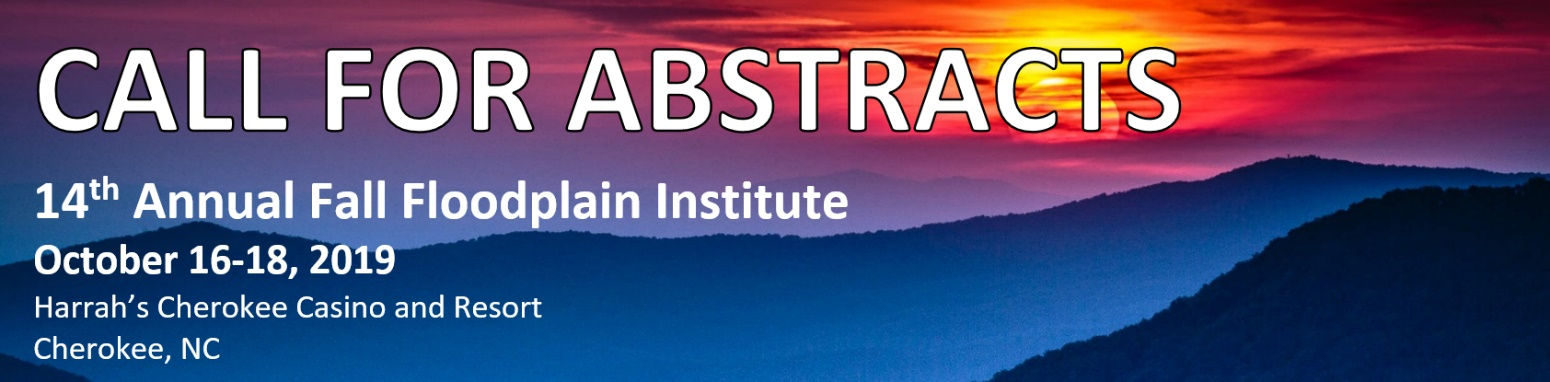 CALL FOR ABSTRACTS
14th Annual Fall Floodplain Institute
October 16-18, 2019
Harrah's Cherokee Casino and Resort
Cherokee, NC